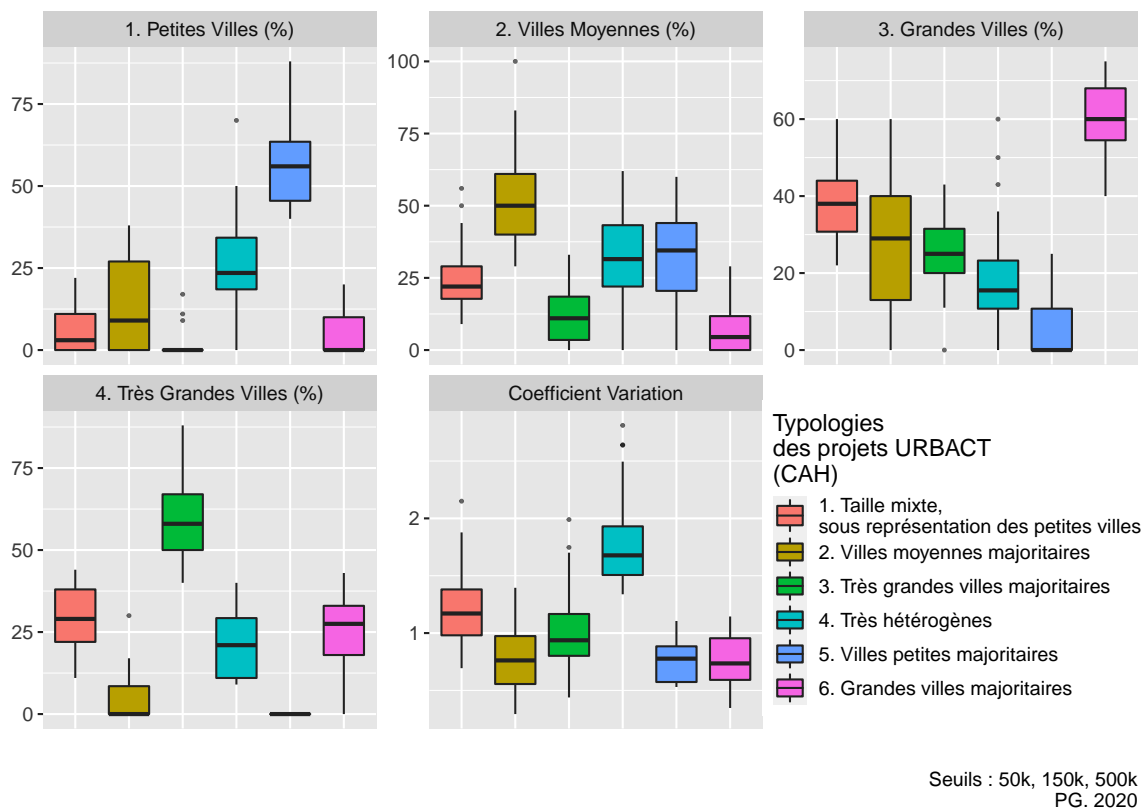 1. Petites Villes (%)
2. Villes Moyennes (%)
3. Grandes Villes (%)
75
50
25
0
100
75
50
25
0
60
40
20
0
4. Très Grandes Villes (%)
Coefficient Variation
75
50
25
0
2
1
Typologies
des projets URBACT
(CAH)
1. Taille mixte,
sous représentation des petites villes
2. Villes moyennes majoritaires
3. Très grandes villes majoritaires
4. Très hétérogènes
5. Villes petites majoritaires
6. Grandes villes majoritaires
Seuils : 50k, 150k, 500k
PG, 2020